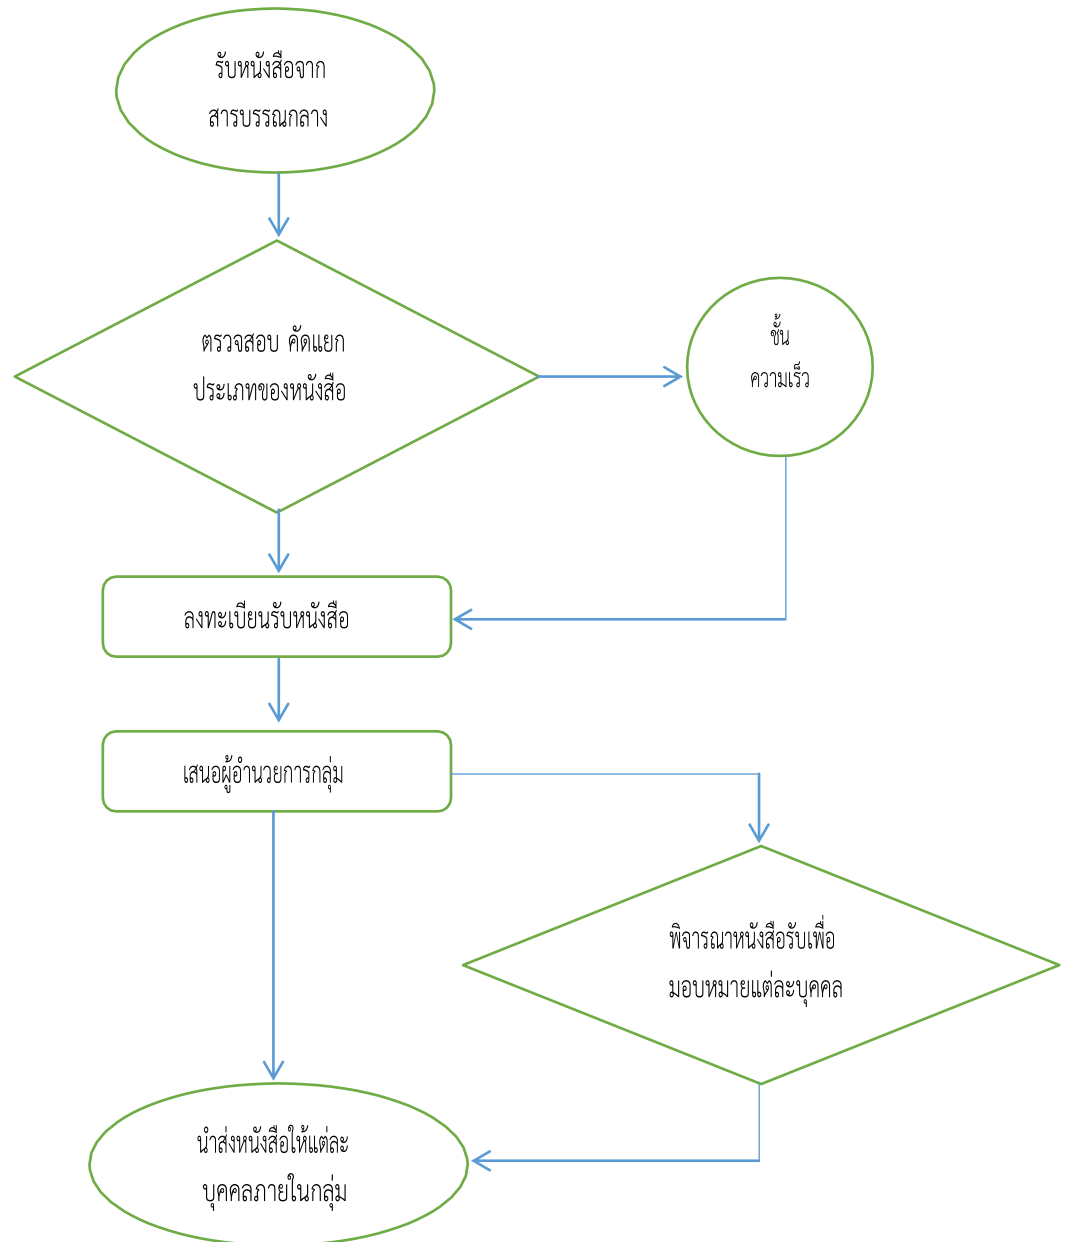 รับหนังสือจาก
สารบรรณกลาง
ตรวจสอบ คัดแยก
ประเภทของหนังสือ
ชั้น
ความเร็ว
ลงทะเบียนรับหนังสือ
เสนอผู้อำนวยการกลุ่ม
พิจารณาหนังสือรับเพื่อ
มอบหมายแต่ละบุคคล
นำส่งหนังสือให้แต่ละ
บุคคลภายในกลุ่ม